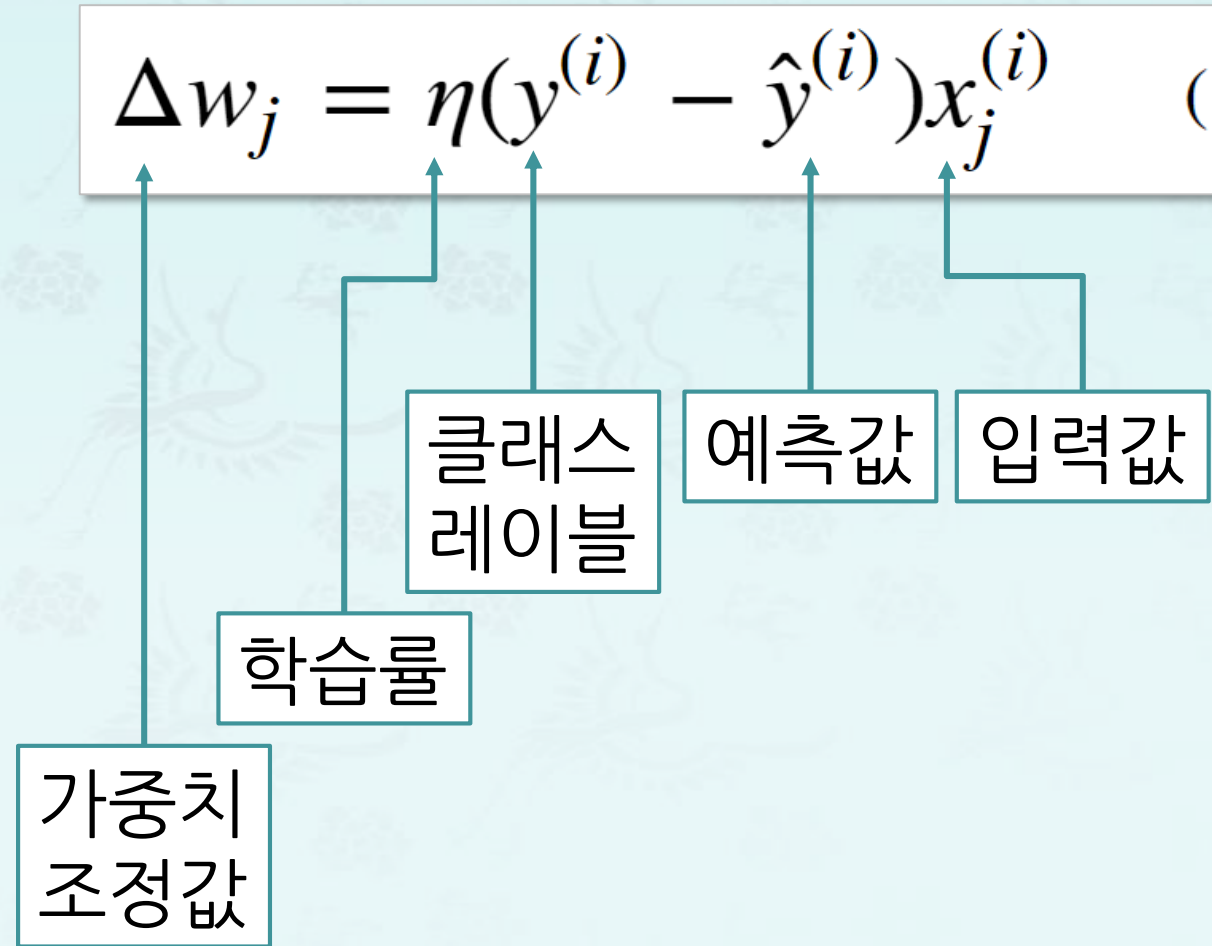 Δw_j = η(y^(i) − ŷ^(i))x_j^(i) (
클래스
레이블
예측값
입력값
학습률
가중치
조정값